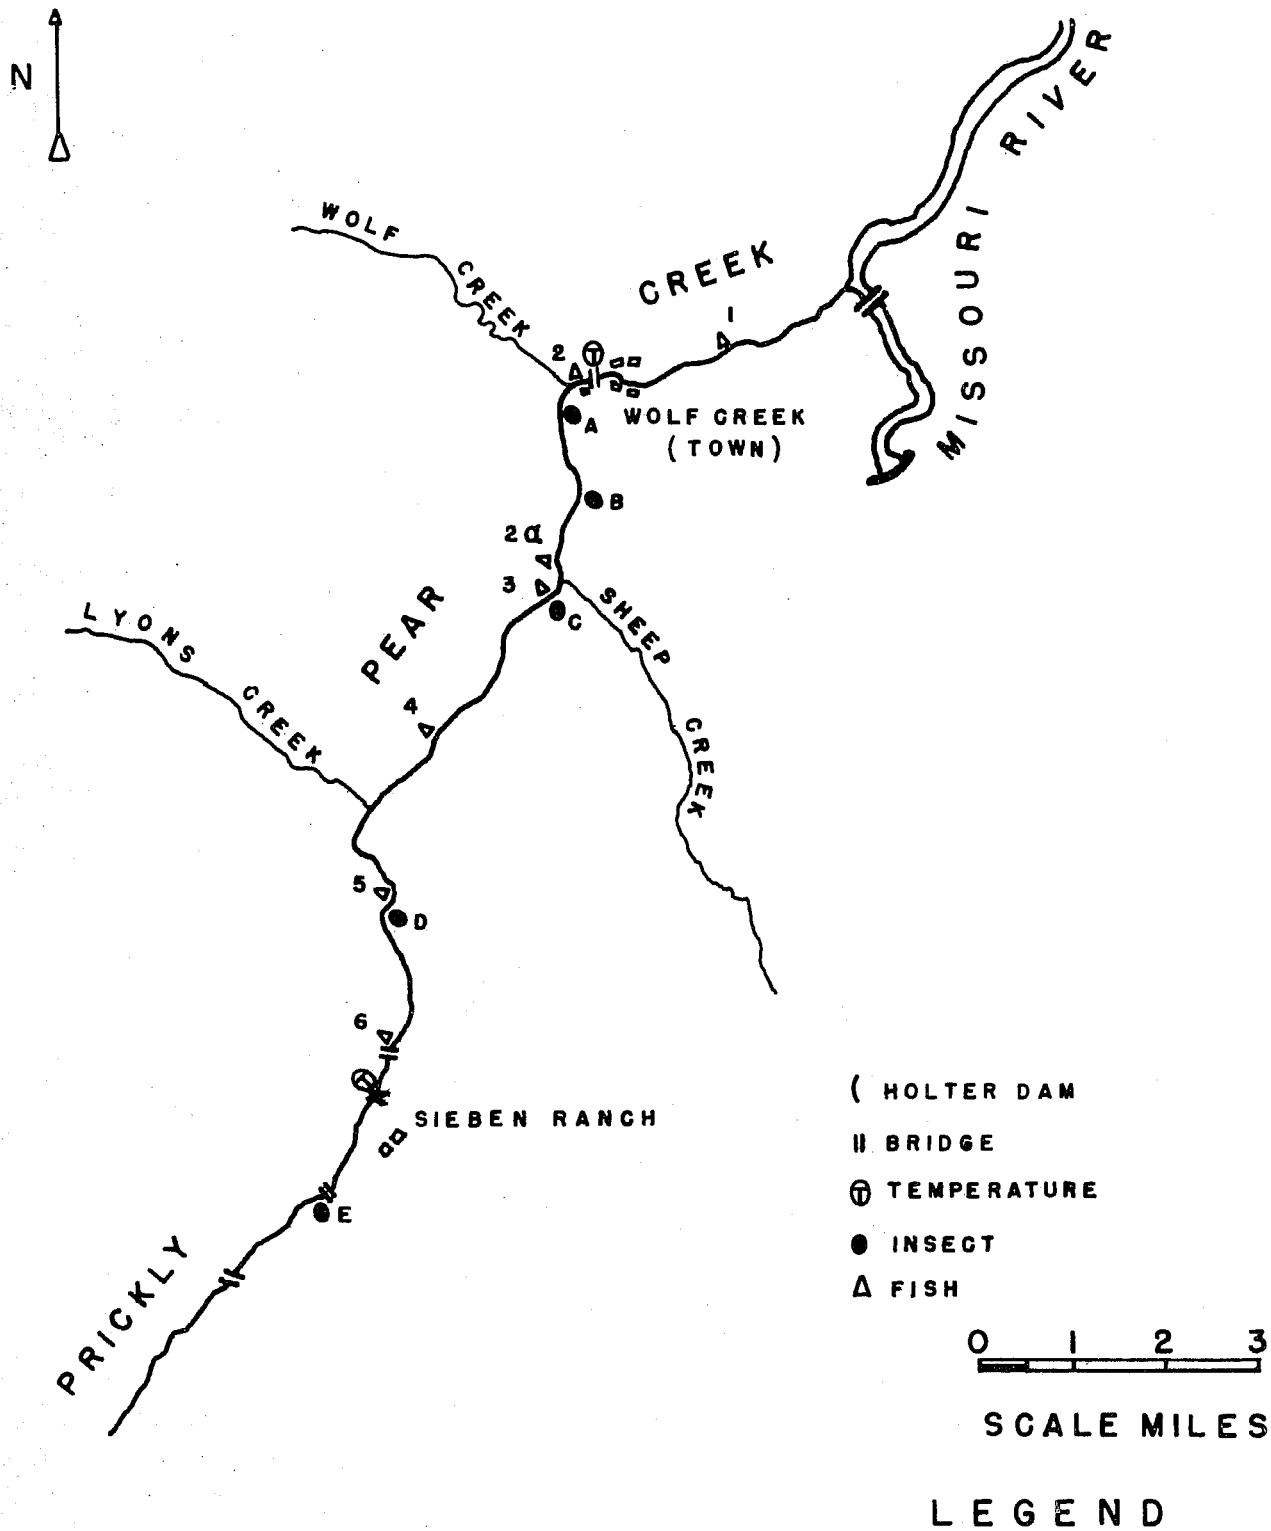 N
MISSOURI RIVER
WOLF CREEK
PRICKLY PEAR CREEK
1
2
T
WOLF CREEK
(TOWN)
A
B
2a
3
C
SHEEP CREEK
LYONS CREEK
4
5
D
6
T
SIEBEN RANCH
E
( HOLTER DAM
|| BRIDGE
T TEMPERATURE
INSECT
Δ FISH
0 1 2 3
SCALE MILES
LEGEND